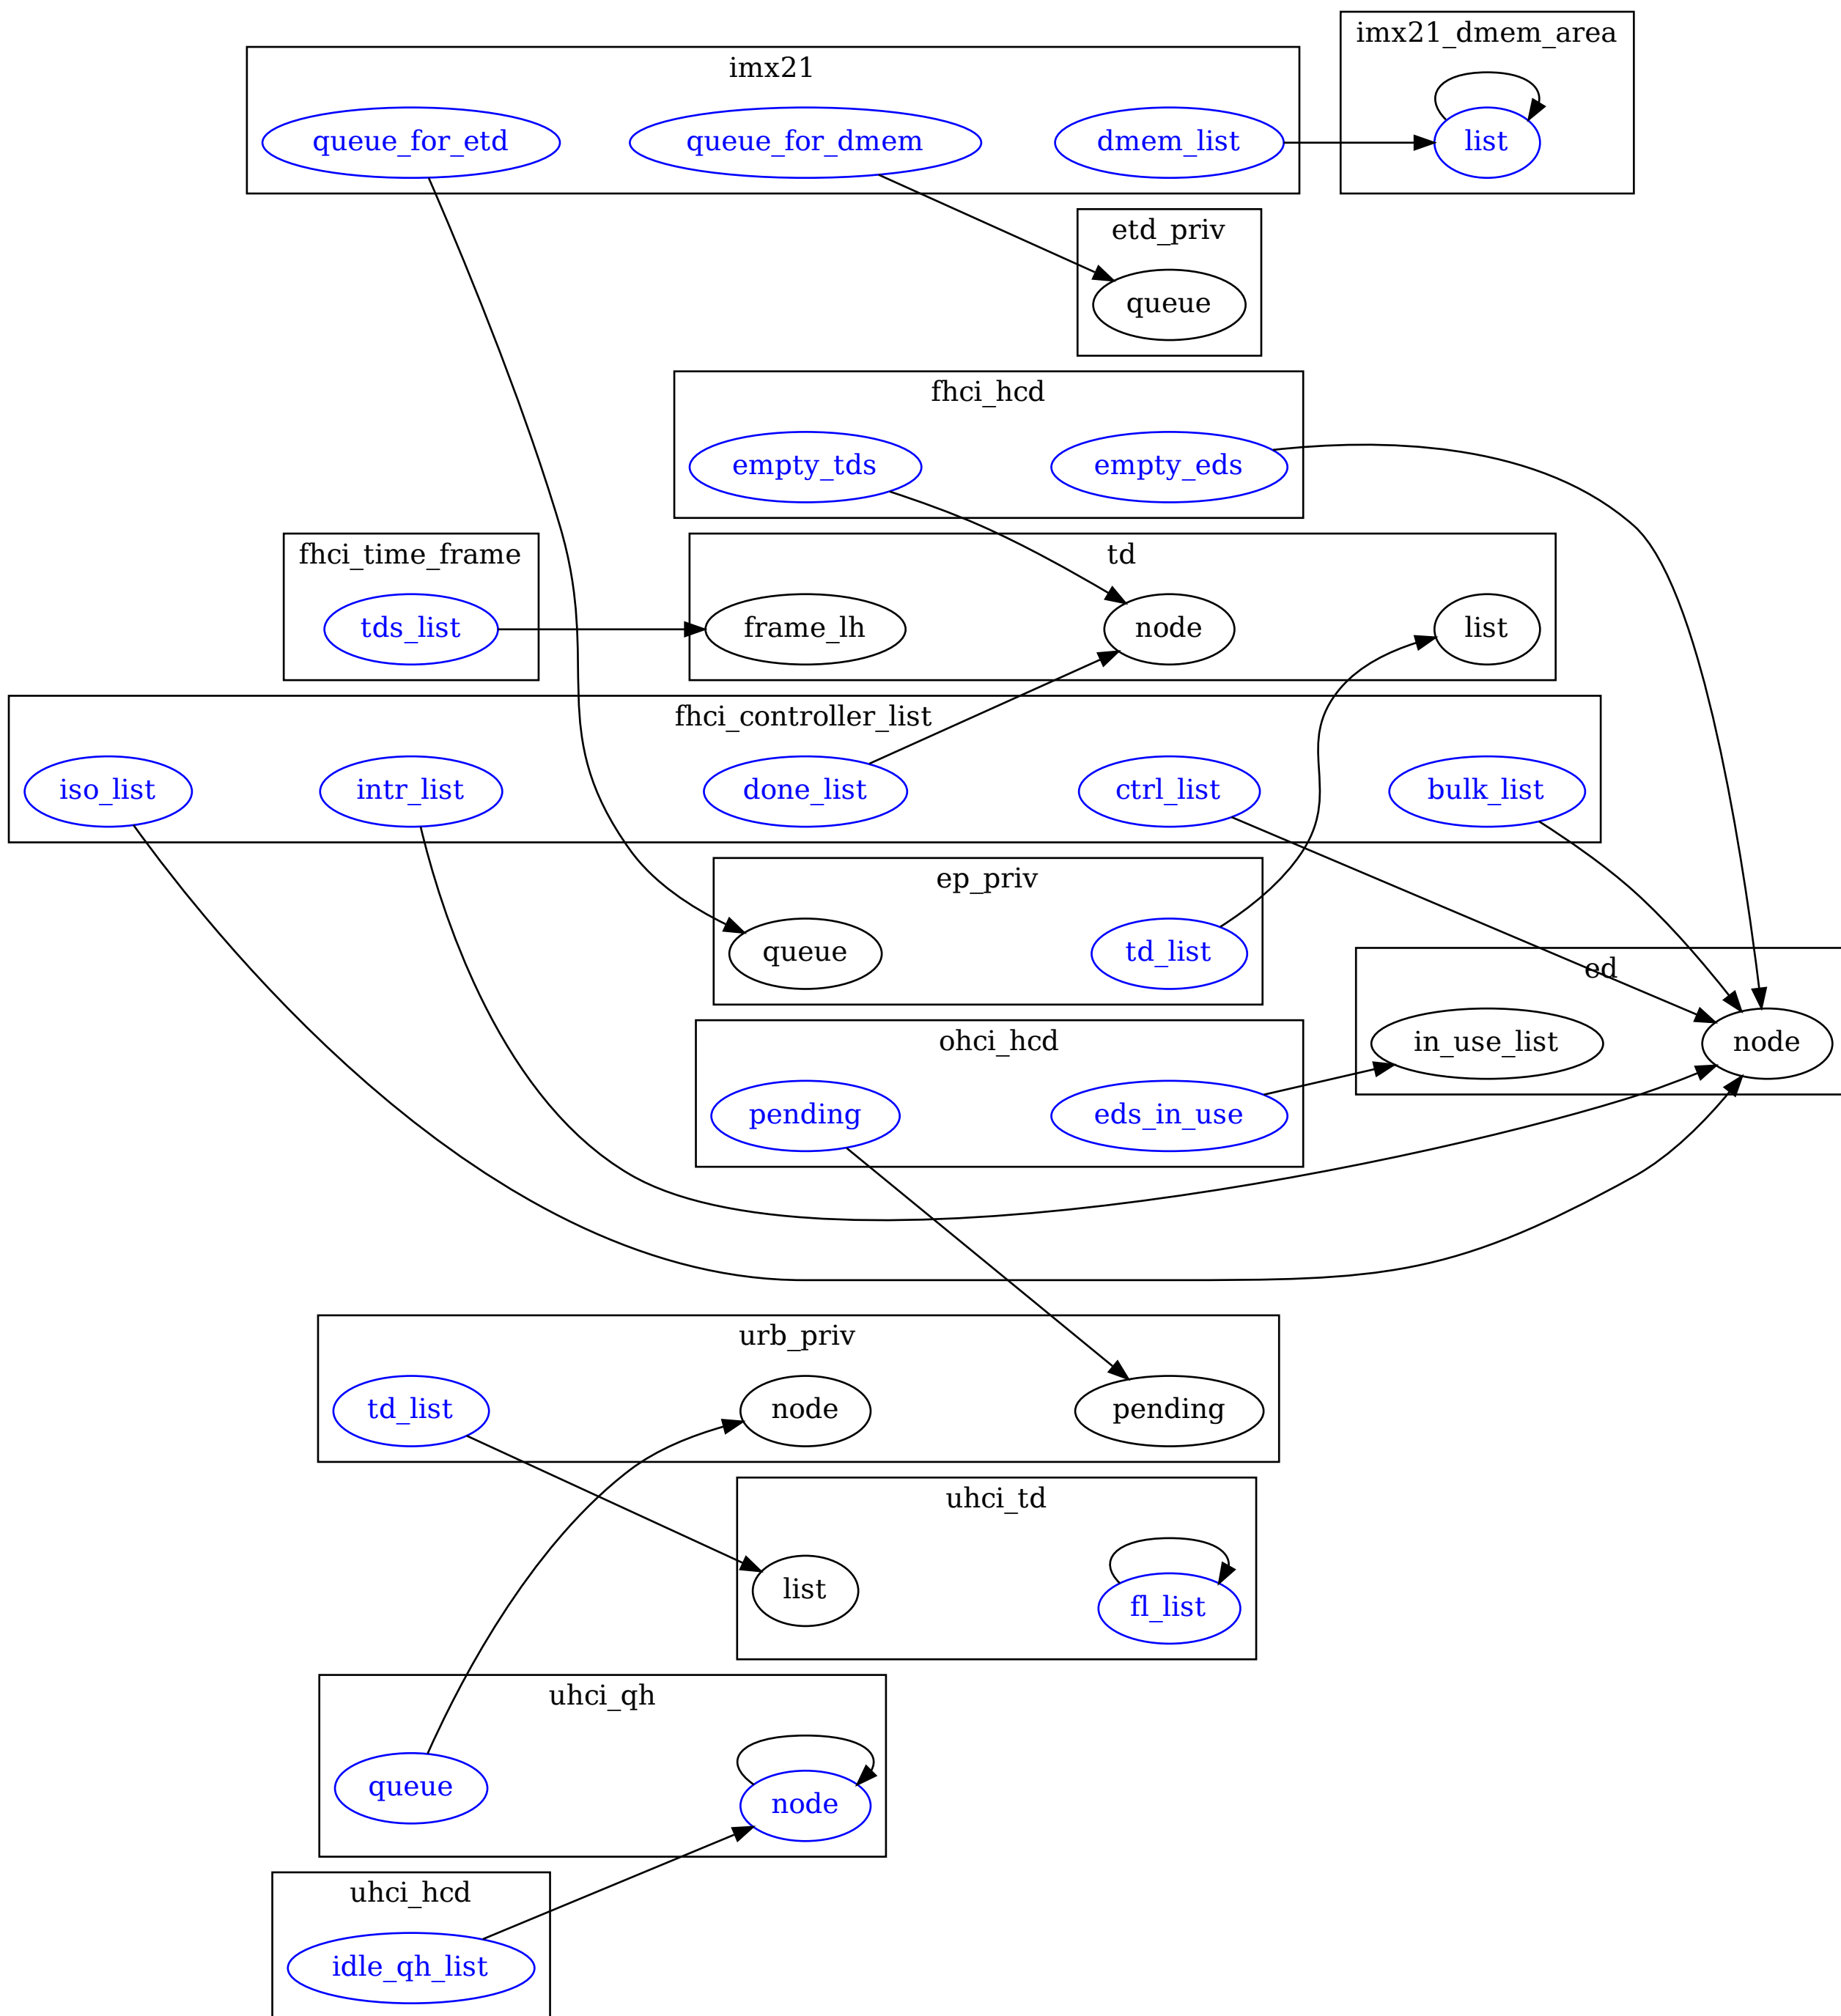 imx21_dmem_area
imx21
queue_for_etd
queue_for_dmem
dmem_list
list
etd_priv
queue
fhci_hcd
empty_tds
empty_eds
fhci_time_frame
td
tds_list
frame_lh
node
list
fhci_controller_list
iso_list
intr_list
done_list
ctrl_list
bulk_list
ep_priv
queue
td_list
ed
in_use_list
node
ohci_hcd
pending
eds_in_use
urb_priv
td_list
node
pending
uhci_td
list
fl_list
uhci_qh
queue
node
uhci_hcd
idle_qh_list